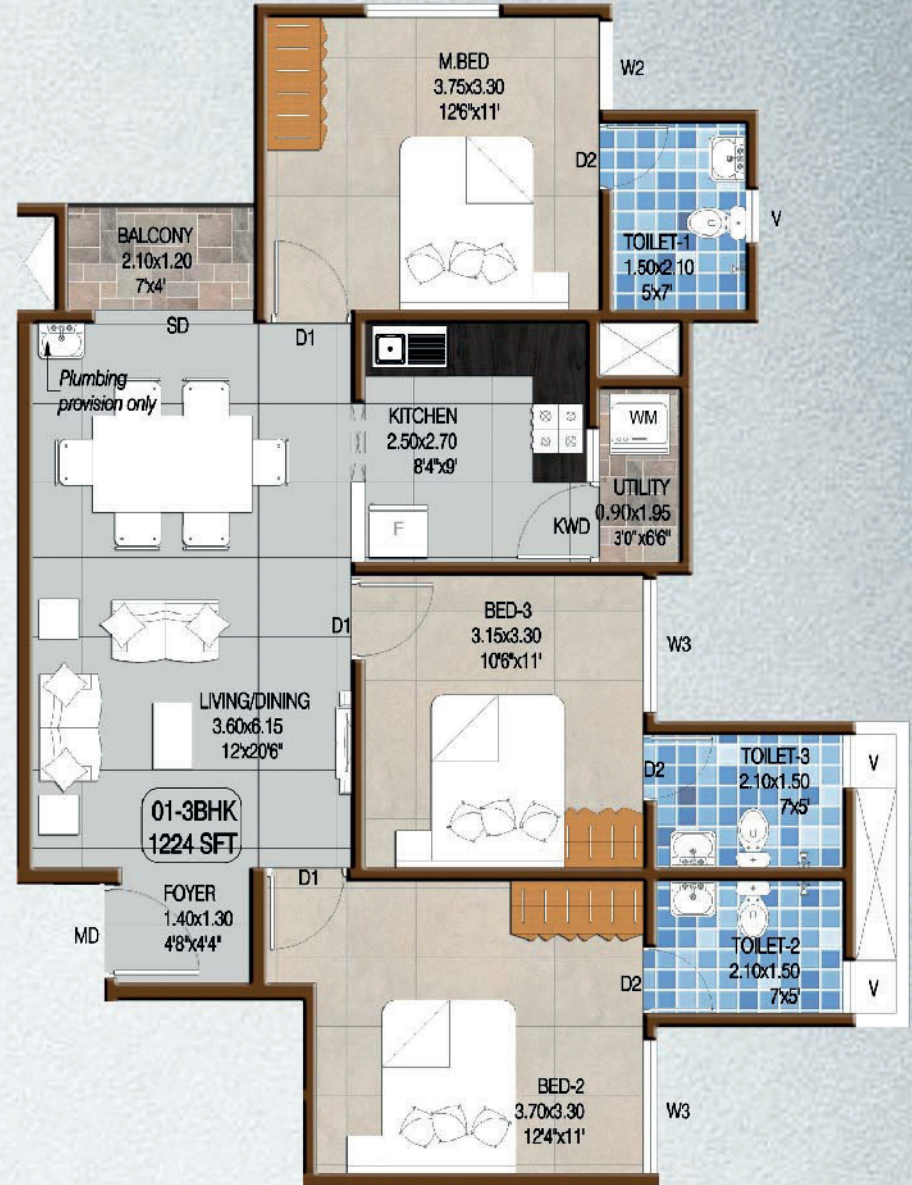 M.BED
3.75x3.30
12'6"x11'
W2
D2
V
TOILET-1
1.50x2.10
5'x7'
BALCONY
2.10x1.20
7'x4'
SD
D1
Plumbing
provision only
KITCHEN
2.50x2.70
8'4"x9'
WM
UTILITY
0.90x1.95
3'0"x6'6"
F
KWD
D1
BED-3
3.15x3.30
10'6"x11'
W3
LIVING/DINING
3.60x6.15
12'x20'6"
D2
TOILET-3
2.10x1.50
7'x5'
V
01-3BHK
1224 SFT
D1
FOYER
1.40x1.30
4'8"x4'4"
MD
TOILET-2
2.10x1.50
7'x5'
D2
V
BED-2
3.70x3.30
12'4"x11'
W3